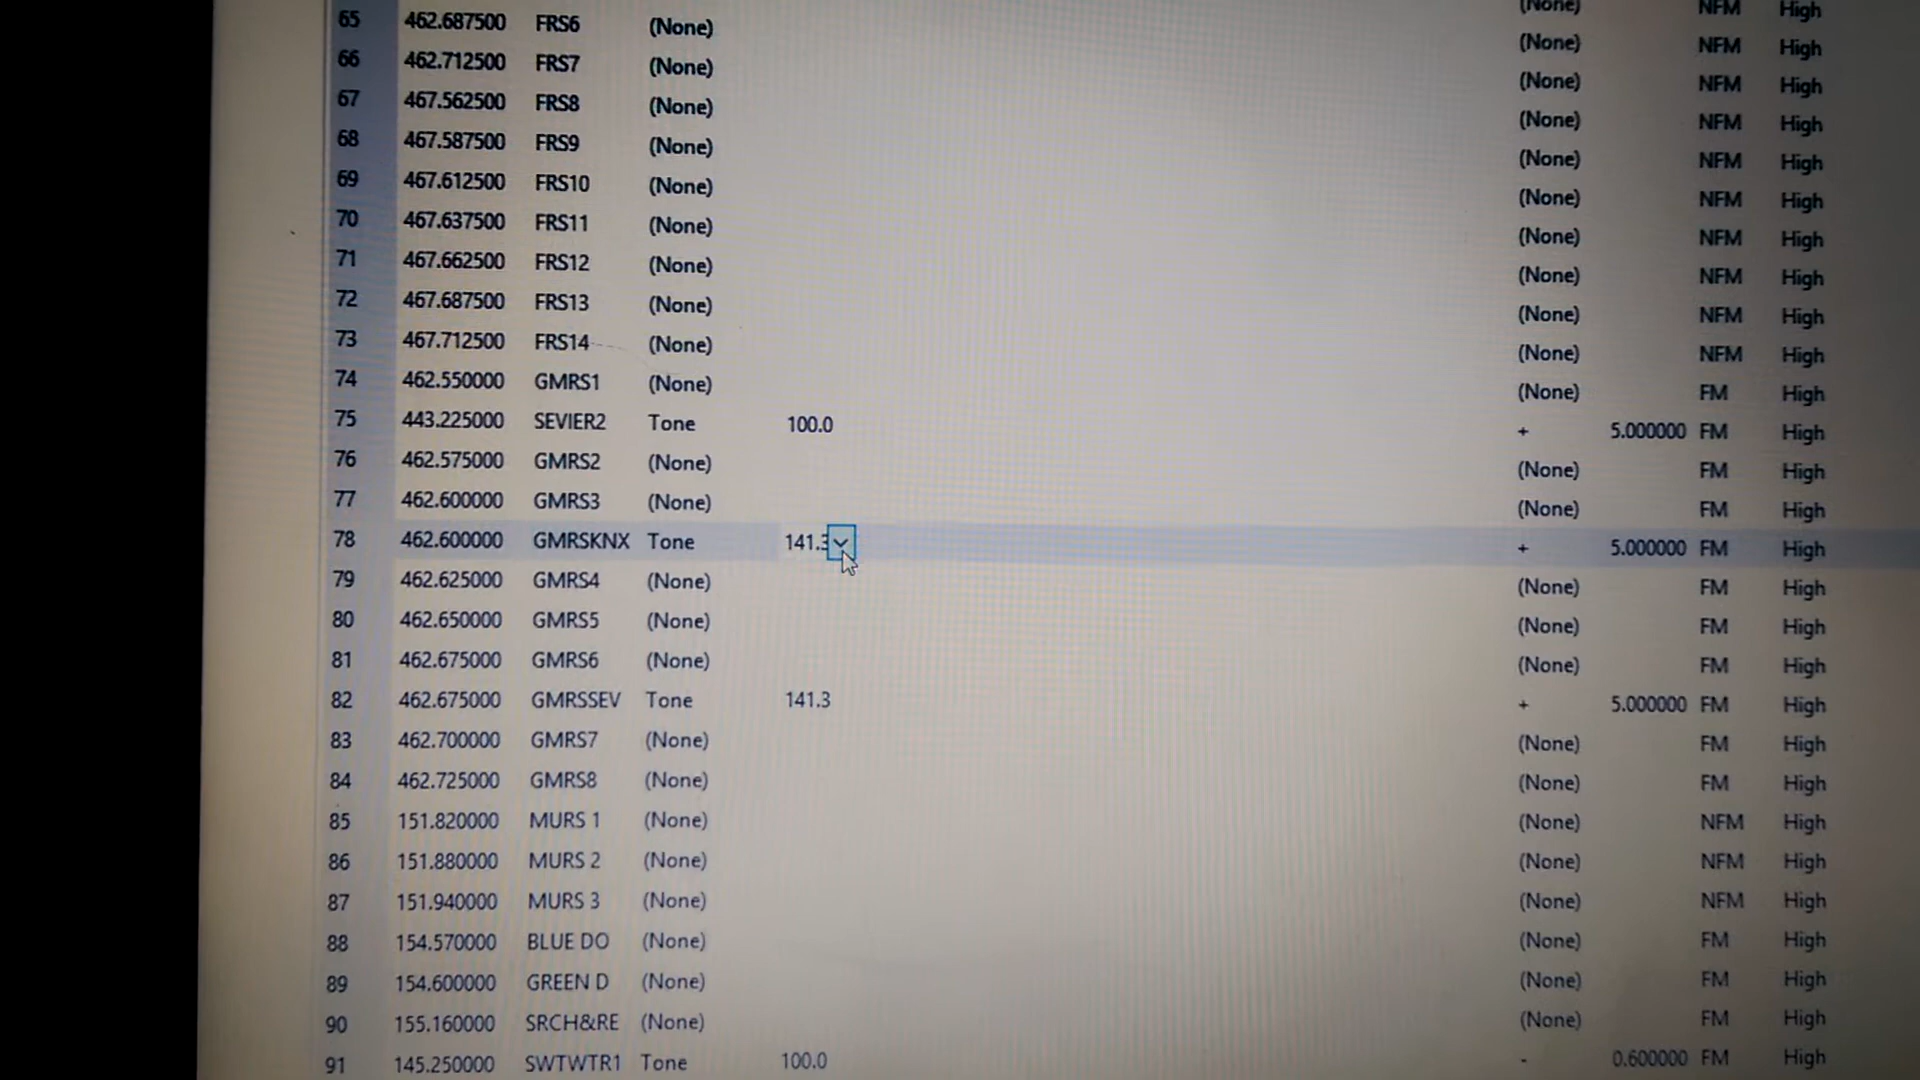 65 462.687500 FRS6 (None) (None) NFM High
66 462.712500 FRS7 (None) (None) NFM High
67 467.562500 FRS8 (None) (None) NFM High
68 467.587500 FRS9 (None) (None) NFM High
69 467.612500 FRS10 (None) (None) NFM High
70 467.637500 FRS11 (None) (None) NFM High
71 467.662500 FRS12 (None) (None) NFM High
72 467.687500 FRS13 (None) (None) NFM High
73 467.712500 FRS14 (None) (None) NFM High
74 462.550000 GMRS1 (None) (None) FM High
75 443.225000 SEVIER2 Tone 100.0 + 5.000000 FM High
76 462.575000 GMRS2 (None) (None) FM High
77 462.600000 GMRS3 (None) (None) FM High
78 462.600000 GMRSKNX Tone 141.3 + 5.000000 FM High
79 462.625000 GMRS4 (None) (None) FM High
80 462.650000 GMRS5 (None) (None) FM High
81 462.675000 GMRS6 (None) (None) FM High
82 462.675000 GMRSSEV Tone 141.3 + 5.000000 FM High
83 462.700000 GMRS7 (None) (None) FM High
84 462.725000 GMRS8 (None) (None) FM High
85 151.820000 MURS 1 (None) (None) NFM High
86 151.880000 MURS 2 (None) (None) NFM High
87 151.940000 MURS 3 (None) (None) NFM High
88 154.570000 BLUE DO (None) (None) FM High
89 154.600000 GREEN D (None) (None) FM High
90 155.160000 SRCH&RE (None) (None) FM High
91 145.250000 SWTWTR1 Tone 100.0 - 0.600000 FM High